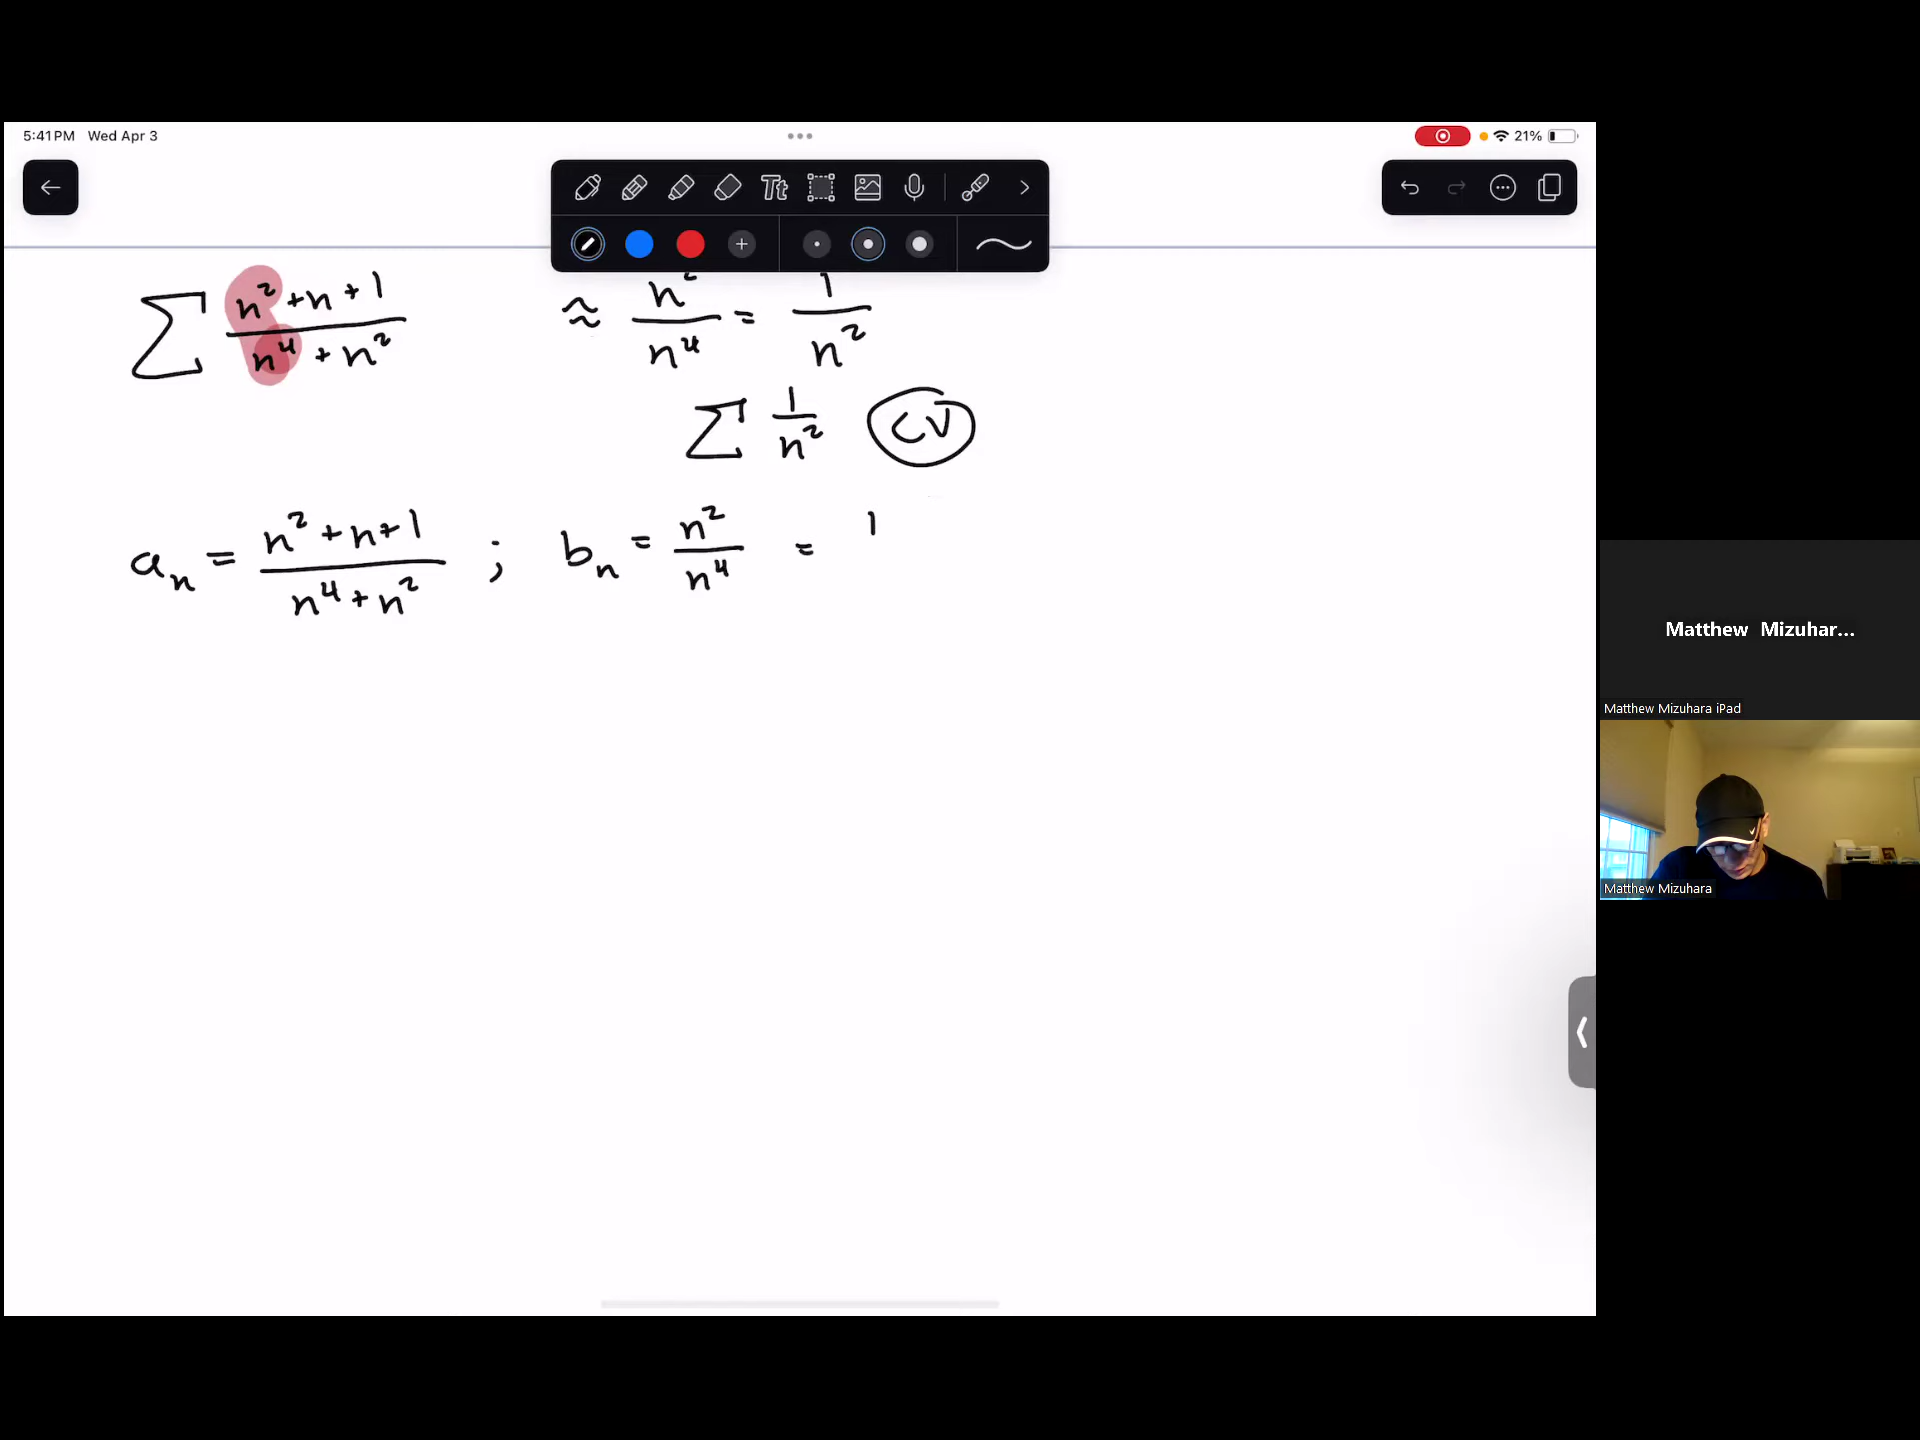 5:41 PM Wed Apr 3
21%
Tt
∑ (n²+n+1)/(n⁴+n²) ≈ n²/n⁴ = 1/n²
∑ 1/n² CV
aₙ = (n²+n+1)/(n⁴+n²) ; bₙ = n²/n⁴ = 1
Matthew Mizuhar...
Matthew Mizuhara iPad
Matthew Mizuhara